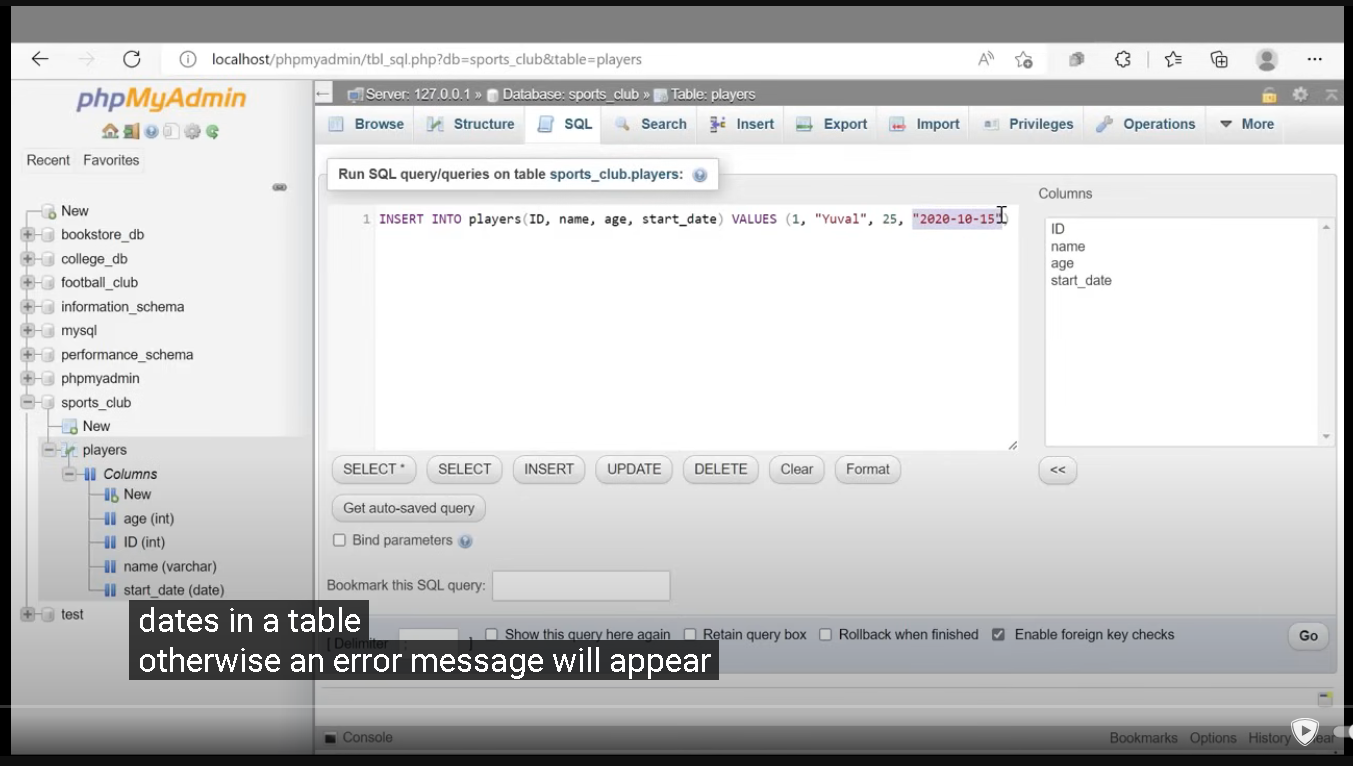 localhost/phpmyadmin/tbl_sql.php?db=sports_club&table=players
phpMyAdmin
Recent Favorites
New
bookstore_db
college_db
football_club
information_schema
mysql
performance_schema
phpmyadmin
sports_club
New
players
Columns
New
age (int)
ID (int)
name (varchar)
start_date (date)
test
Server: 127.0.0.1 » Database: sports_club » Table: players
Browse Structure SQL Search Insert Export Import Privileges Operations More
Run SQL query/queries on table sports_club.players:
1 INSERT INTO players(ID, name, age, start_date) VALUES (1, "Yuval", 25, "2020-10-15")
Columns
ID
name
age
start_date
SELECT * SELECT INSERT UPDATE DELETE Clear Format <<
Get auto-saved query
Bind parameters
Bookmark this SQL query:
[ Delimiter ] Show this query here again Retain query box Rollback when finished Enable foreign key checks Go
dates in a table
otherwise an error message will appear
Console Bookmarks Options History